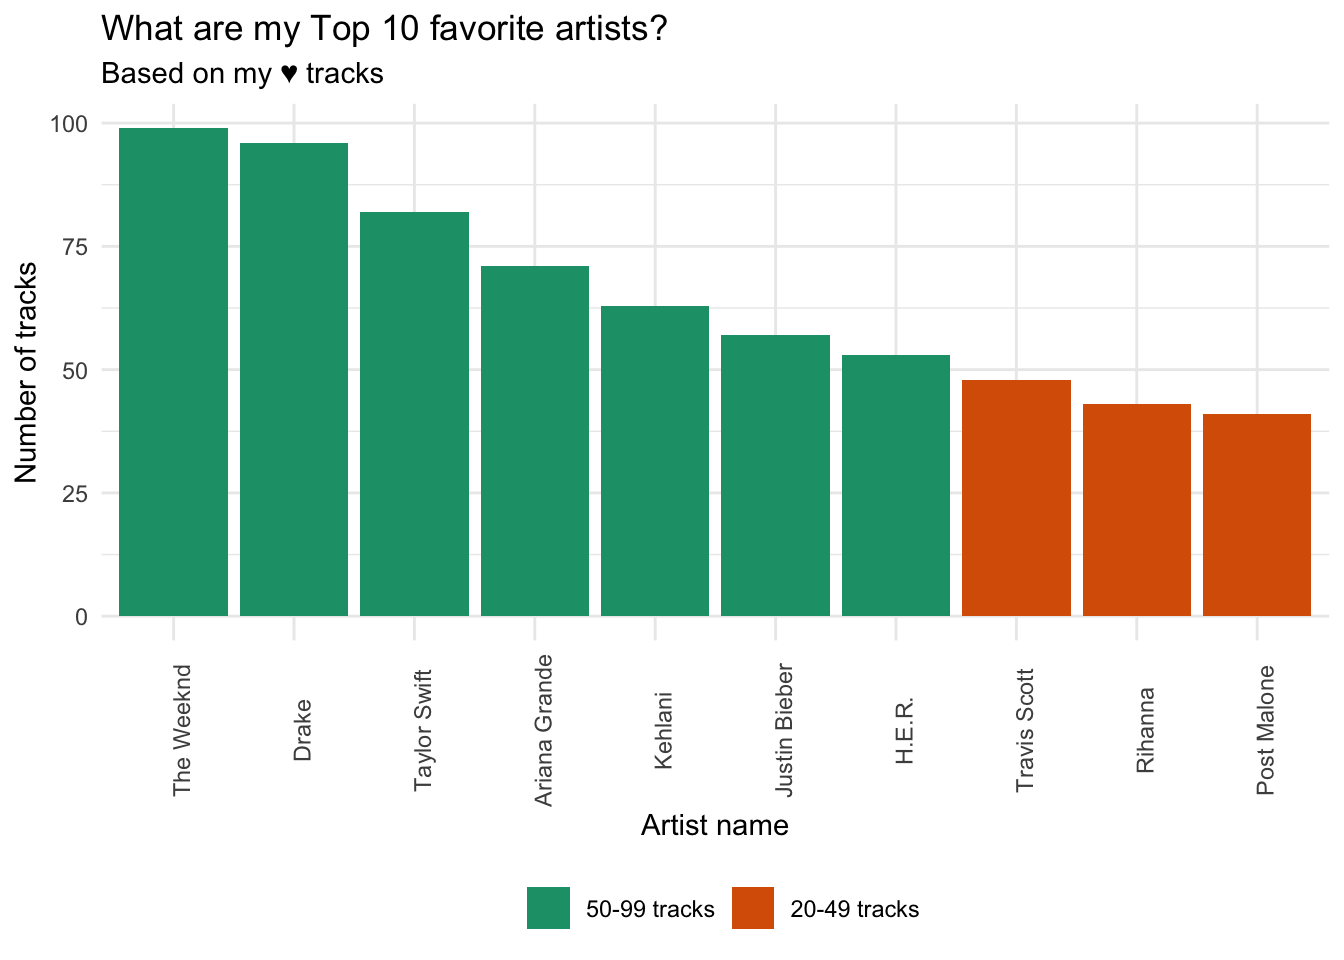 What are my Top 10 favorite artists?
Based on my ♥ tracks
Number of tracks
100
75
50
25
0
The Weeknd
Drake
Taylor Swift
Ariana Grande
Kehlani
Justin Bieber
H.E.R.
Travis Scott
Rihanna
Post Malone
Artist name
50-99 tracks
20-49 tracks